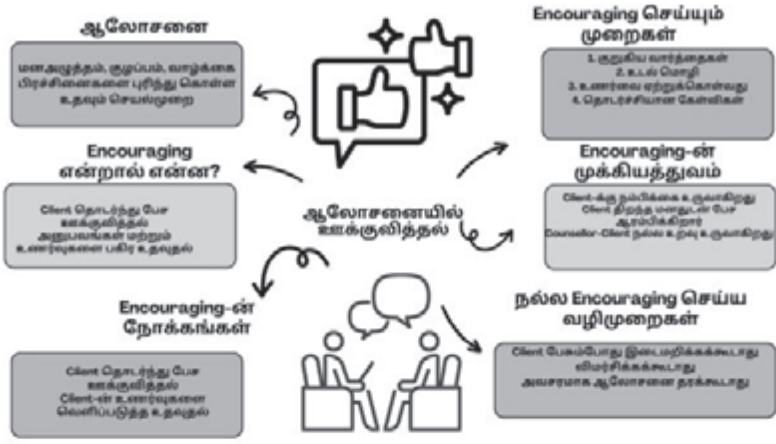 ஆலோசனை
மனஅழுத்தம், குழப்பம், வாழ்க்கை
பிரச்சினைகளை புரிந்து கொள்ள
உதவும் செயல்முறை
Encouraging
என்றால் என்ன?
Client தொடர்ந்து பேச
ஊக்குவித்தல்
அனுபவங்கள் மற்றும்
உணர்வுகளை பகிர உதவுதல்
Encouraging-ன்
நோக்கங்கள்
Client தொடர்ந்து பேச
ஊக்குவித்தல்
Client-ன் உணர்வுகளை
வெளிப்படுத்த உதவுதல்
ஆலோசனையில்
ஊக்குவித்தல்
Encouraging செய்யும்
முறைகள்
1. குறுகிய வார்த்தைகள்
2. உடல் மொழி
3. உணர்வை ஏற்றுக்கொள்வது
4. தொடர்ச்சியான கேள்விகள்
Encouraging-ன்
முக்கியத்துவம்
Client-க்கு நம்பிக்கை உருவாகிறது
Client திறந்த மனதுடன் பேச
ஆரம்பிக்கிறார்
Counsellor-Client நல்ல உறவு உருவாகிறது
நல்ல Encouraging செய்ய
வழிமுறைகள்
Client பேசும்போது இடைமறிக்கக்கூடாது
விமர்சிக்கக்கூடாது
அவசரமாக ஆலோசனை தரக்கூடாது